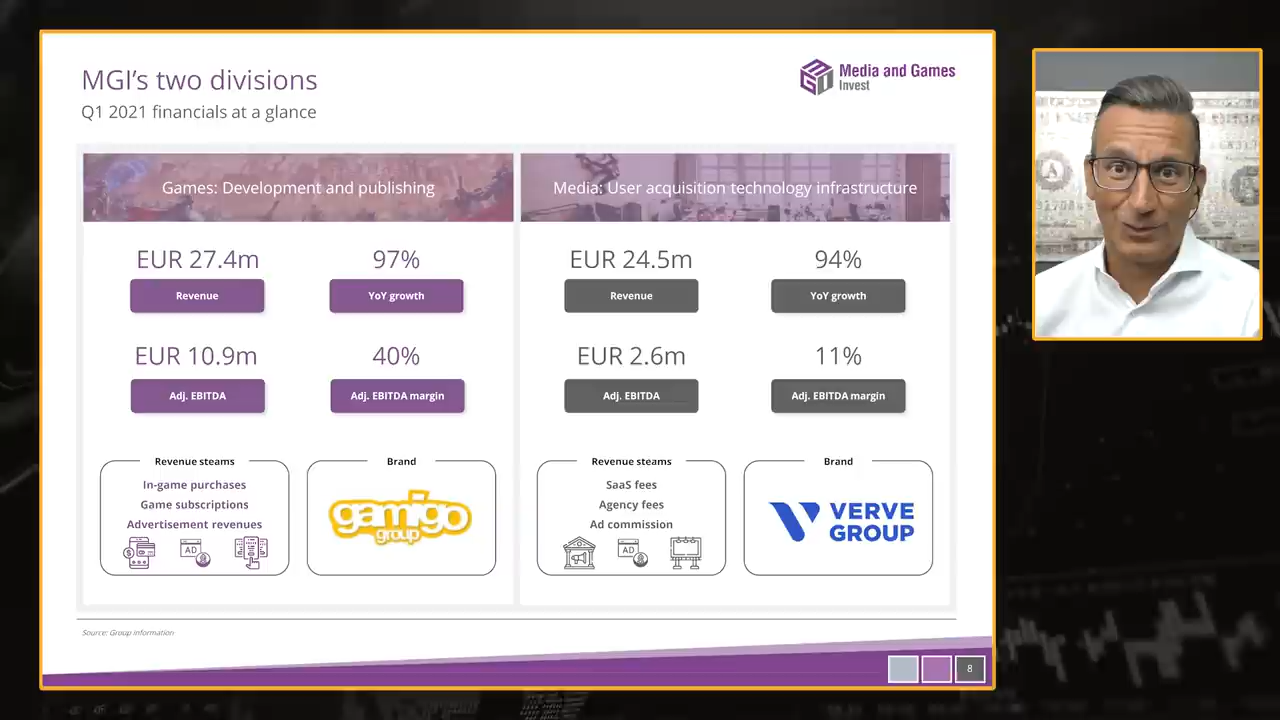 MGI’s two divisions
Q1 2021 financials at a glance
Media and Games
Invest
Games: Development and publishing
EUR 27.4m
97%
Revenue
YoY growth
EUR 10.9m
40%
Adj. EBITDA
Adj. EBITDA margin
Revenue steams
In-game purchases
Game subscriptions
Advertisement revenues
AD
Brand
gamigo
group
Media: User acquisition technology infrastructure
EUR 24.5m
94%
Revenue
YoY growth
EUR 2.6m
11%
Adj. EBITDA
Adj. EBITDA margin
Revenue steams
SaaS fees
Agency fees
Ad commission
AD
Brand
VERVE
GROUP
Source: Group information
8